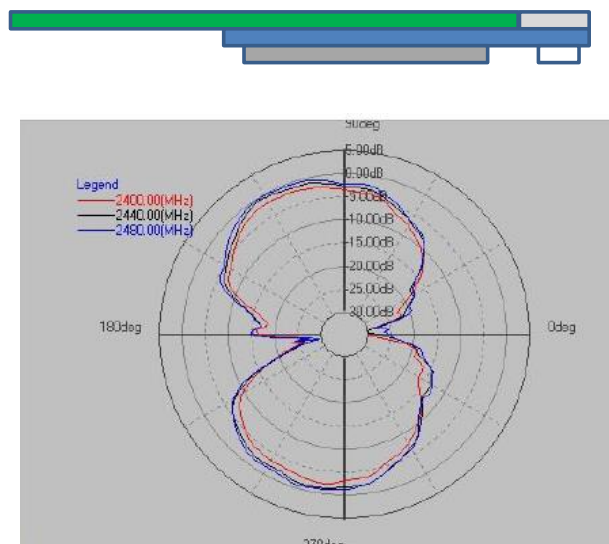 90deg
5.00dB
0.00dB
Legend
2400.00(MHz)
2440.00(MHz)
2480.00(MHz)
-5.00dB
-10.00dB
-15.00dB
-20.00dB
-25.00dB
-30.00dB
180deg
0deg
270deg